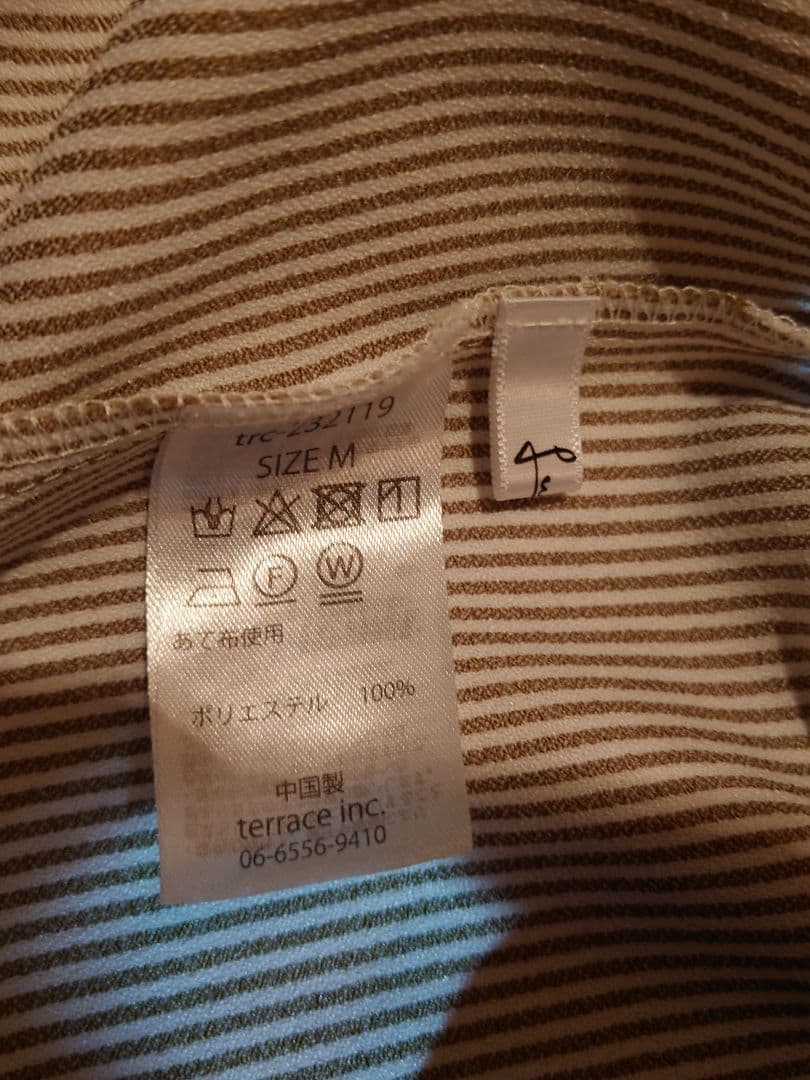 trc-232119
SIZE M
F W
あて布使用
ポリエステル 100%
中国製
terrace inc.
06-6556-9410